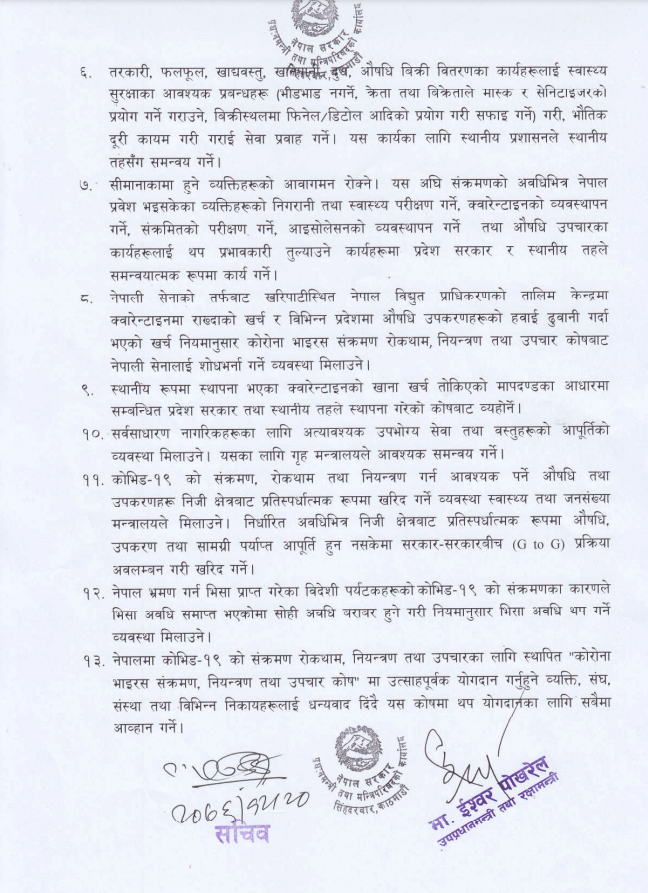 नेपाल सरकार
प्रधानमन्त्री तथा मन्त्रिपरिषद्को कार्यालय
६. तरकारी, फलफूल, खाद्यवस्तु, खानेपानी, दुध, औषधि बिक्री वितरणका कार्यहरूलाई स्वास्थ्य
सुरक्षाका आवश्यक प्रबन्धहरू (भीडभाड नगर्ने, क्रेता तथा विक्रेताले मास्क र सेनिटाइजरको
प्रयोग गर्ने गराउने, बिक्रीस्थलमा फिनेल/डिटोल आदिको प्रयोग गरी सफाइ गर्ने) गरी, भौतिक
दूरी कायम गरी गराई सेवा प्रवाह गर्ने। यस कार्यका लागि स्थानीय प्रशासनले स्थानीय
तहसँग समन्वय गर्ने।
७. सीमानाकामा हुने व्यक्तिहरूको आवागमन रोक्ने। यस अघि संक्रमणको अवधिभित्र नेपाल
प्रवेश भइसकेका व्यक्तिहरूको निगरानी तथा स्वास्थ्य परीक्षण गर्ने, क्वारेन्टाइनको व्यवस्थापन
गर्ने, संक्रमितको परीक्षण गर्ने, आइसोलेसनको व्यवस्थापन गर्ने तथा औषधि उपचारका
कार्यहरूलाई थप प्रभावकारी तुल्याउने कार्यहरूमा प्रदेश सरकार र स्थानीय तहले
समन्वयात्मक रूपमा कार्य गर्ने।
८. नेपाली सेनाको तर्फबाट खरिपाटीस्थित नेपाल विद्युत प्राधिकरणको तालिम केन्द्रमा
क्वारेन्टाइनमा राख्दाको खर्च र विभिन्न प्रदेशमा औषधि उपकरणहरूको हवाई ढुवानी गर्दा
भएको खर्च नियमानुसार कोरोना भाइरस संक्रमण रोकथाम, नियन्त्रण तथा उपचार कोषबाट
नेपाली सेनालाई शोधभर्ना गर्ने व्यवस्था मिलाउने।
९. स्थानीय रूपमा स्थापना भएका क्वारेन्टाइनको खाना खर्च तोकिएको मापदण्डका आधारमा
सम्बन्धित प्रदेश सरकार तथा स्थानीय तहले स्थापना गरेको कोषबाट व्यहोर्ने।
१०. सर्वसाधारण नागरिकहरूका लागि अत्यावश्यक उपभोग्य सेवा तथा वस्तुहरूको आपूर्तिको
व्यवस्था मिलाउने। यसका लागि गृह मन्त्रालयले आवश्यक समन्वय गर्ने।
११. कोभिड-१९ को संक्रमण, रोकथाम तथा नियन्त्रण गर्न आवश्यक पर्ने औषधि तथा
उपकरणहरू निजी क्षेत्रबाट प्रतिस्पर्धात्मक रूपमा खरिद गर्ने व्यवस्था स्वास्थ्य तथा जनसंख्या
मन्त्रालयले मिलाउने। निर्धारित अवधिभित्र निजी क्षेत्रबाट प्रतिस्पर्धात्मक रूपमा औषधि,
उपकरण तथा सामग्री पर्याप्त आपूर्ति हुन नसकेमा सरकार-सरकारबीच (G to G) प्रक्रिया
अवलम्बन गरी खरिद गर्ने।
१२. नेपाल भ्रमण गर्न भिसा प्राप्त गरेका विदेशी पर्यटकहरूको कोभिड-१९ को संक्रमणका कारणले
भिसा अवधि समाप्त भएकोमा सोही अवधि बराबर हुने गरी नियमानुसार भिसा अवधि थप गर्ने
व्यवस्था मिलाउने।
१३. नेपालमा कोभिड-१९ को संक्रमण रोकथाम, नियन्त्रण तथा उपचारका लागि स्थापित "कोरोना
भाइरस संक्रमण, नियन्त्रण तथा उपचार कोष" मा उत्साहपूर्वक योगदान गर्नुहुने व्यक्ति, संघ,
संस्था तथा विभिन्न निकायहरूलाई धन्यवाद दिंदै यस कोषमा थप योगदानका लागि सबैमा
आव्हान गर्ने।
२०७६/१२/२०
सचिव
नेपाल सरकार
प्रधानमन्त्री तथा मन्त्रिपरिषद्को कार्यालय
सिंहदरबार, काठमाडौं
मा. ईश्वर पोखरेल
उपप्रधानमन्त्री तथा रक्षामन्त्री